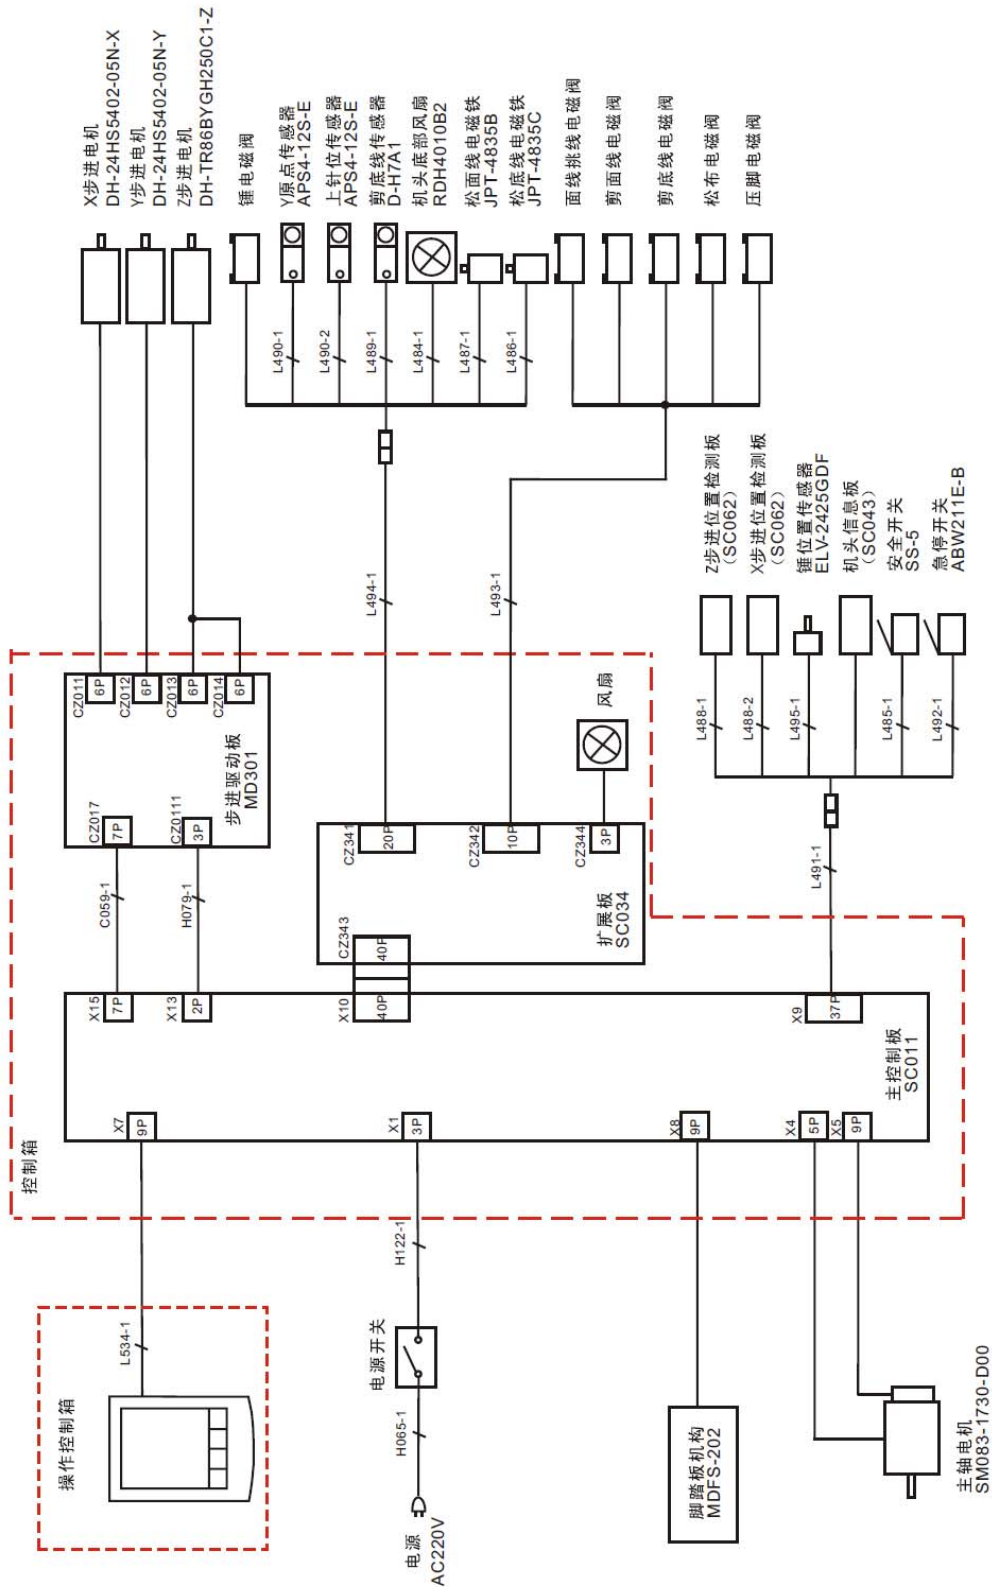 X步进电机
DH-24HS5402-05N-X
Y步进电机
DH-24HS5402-05N-Y
Z步进电机
DH-TR86BYGH250C1-Z
锤电磁阀
Y原点传感器
APS4-12S-E
上针位传感器
APS4-12S-E
剪底线传感器
D-H7A1
机头底部风扇
RDH4010B2
松面线电磁铁
JPT-4835B
松底线电磁铁
JPT-4835C
面线挑线电磁阀
剪面线电磁阀
剪底线电磁阀
松布电磁阀
压脚电磁阀
L490-1
L490-2
L489-1
L484-1
L487-1
L486-1
L494-1
L493-1
Z步进位置检测板
（SC062）
X步进位置检测板
（SC062）
锤位置传感器
ELV-2425GDF
机头信息板
（SC043）
安全开关
SS-5
急停开关
ABW211E-B
L488-1
L488-2
L495-1
L485-1
L492-1
L491-1
CZ011
6P
CZ012
6P
CZ013
6P
CZ014
6P
CZ017
7P
CZ0111
3P
步进驱动板
MD301
C059-1
H079-1
风扇
CZ341
20P
CZ342
10P
CZ344
3P
CZ343
40P
扩展板
SC034
X15
7P
X13
2P
X10
40P
X9
37P
主控制板
SC011
X7
9P
X1
3P
X8
9P
X4
5P
X5
9P
控制箱
L534-1
操作控制箱
H122-1
电源开关
H065-1
电源
AC220V
脚踏板机构
MDFS-202
主轴电机
SM083-1730-D00